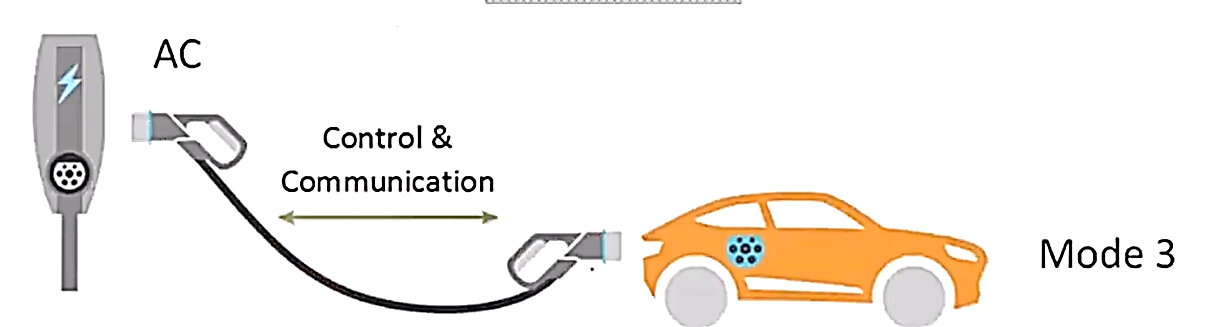 AC
Control &
Communication
Mode 3